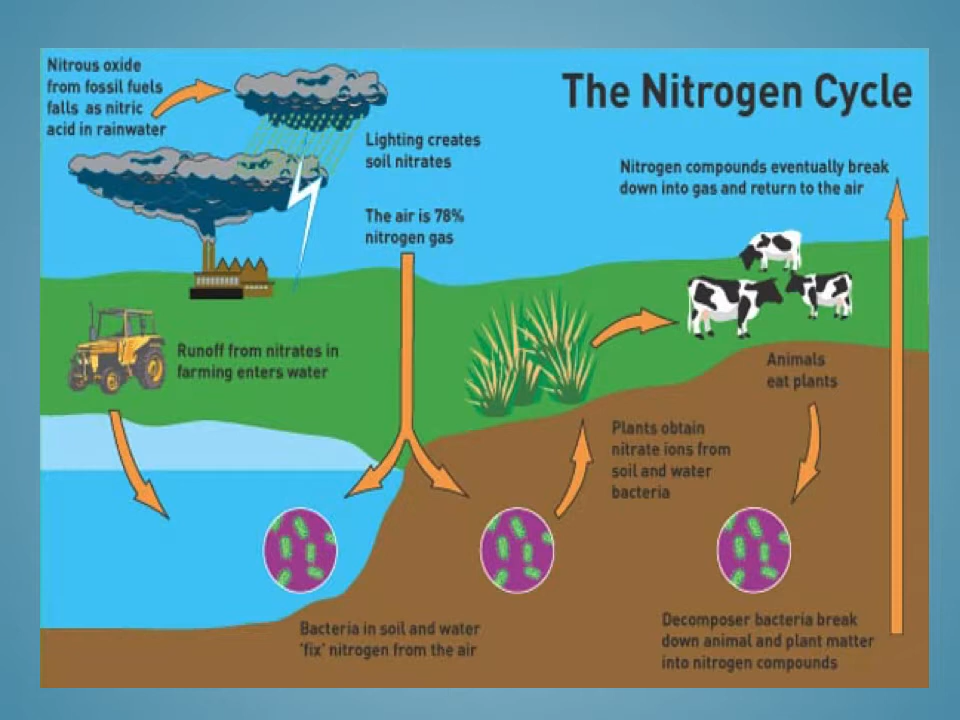 Nitrous oxide
from fossil fuels
falls as nitric
acid in rainwater
The Nitrogen Cycle
Lighting creates
soil nitrates
Nitrogen compounds eventually break
down into gas and return to the air
The air is 78%
nitrogen gas
Runoff from nitrates in
farming enters water
Animals
eat plants
Plants obtain
nitrate ions from
soil and water
bacteria
Bacteria in soil and water
'fix' nitrogen from the air
Decomposer bacteria break
down animal and plant matter
into nitrogen compounds